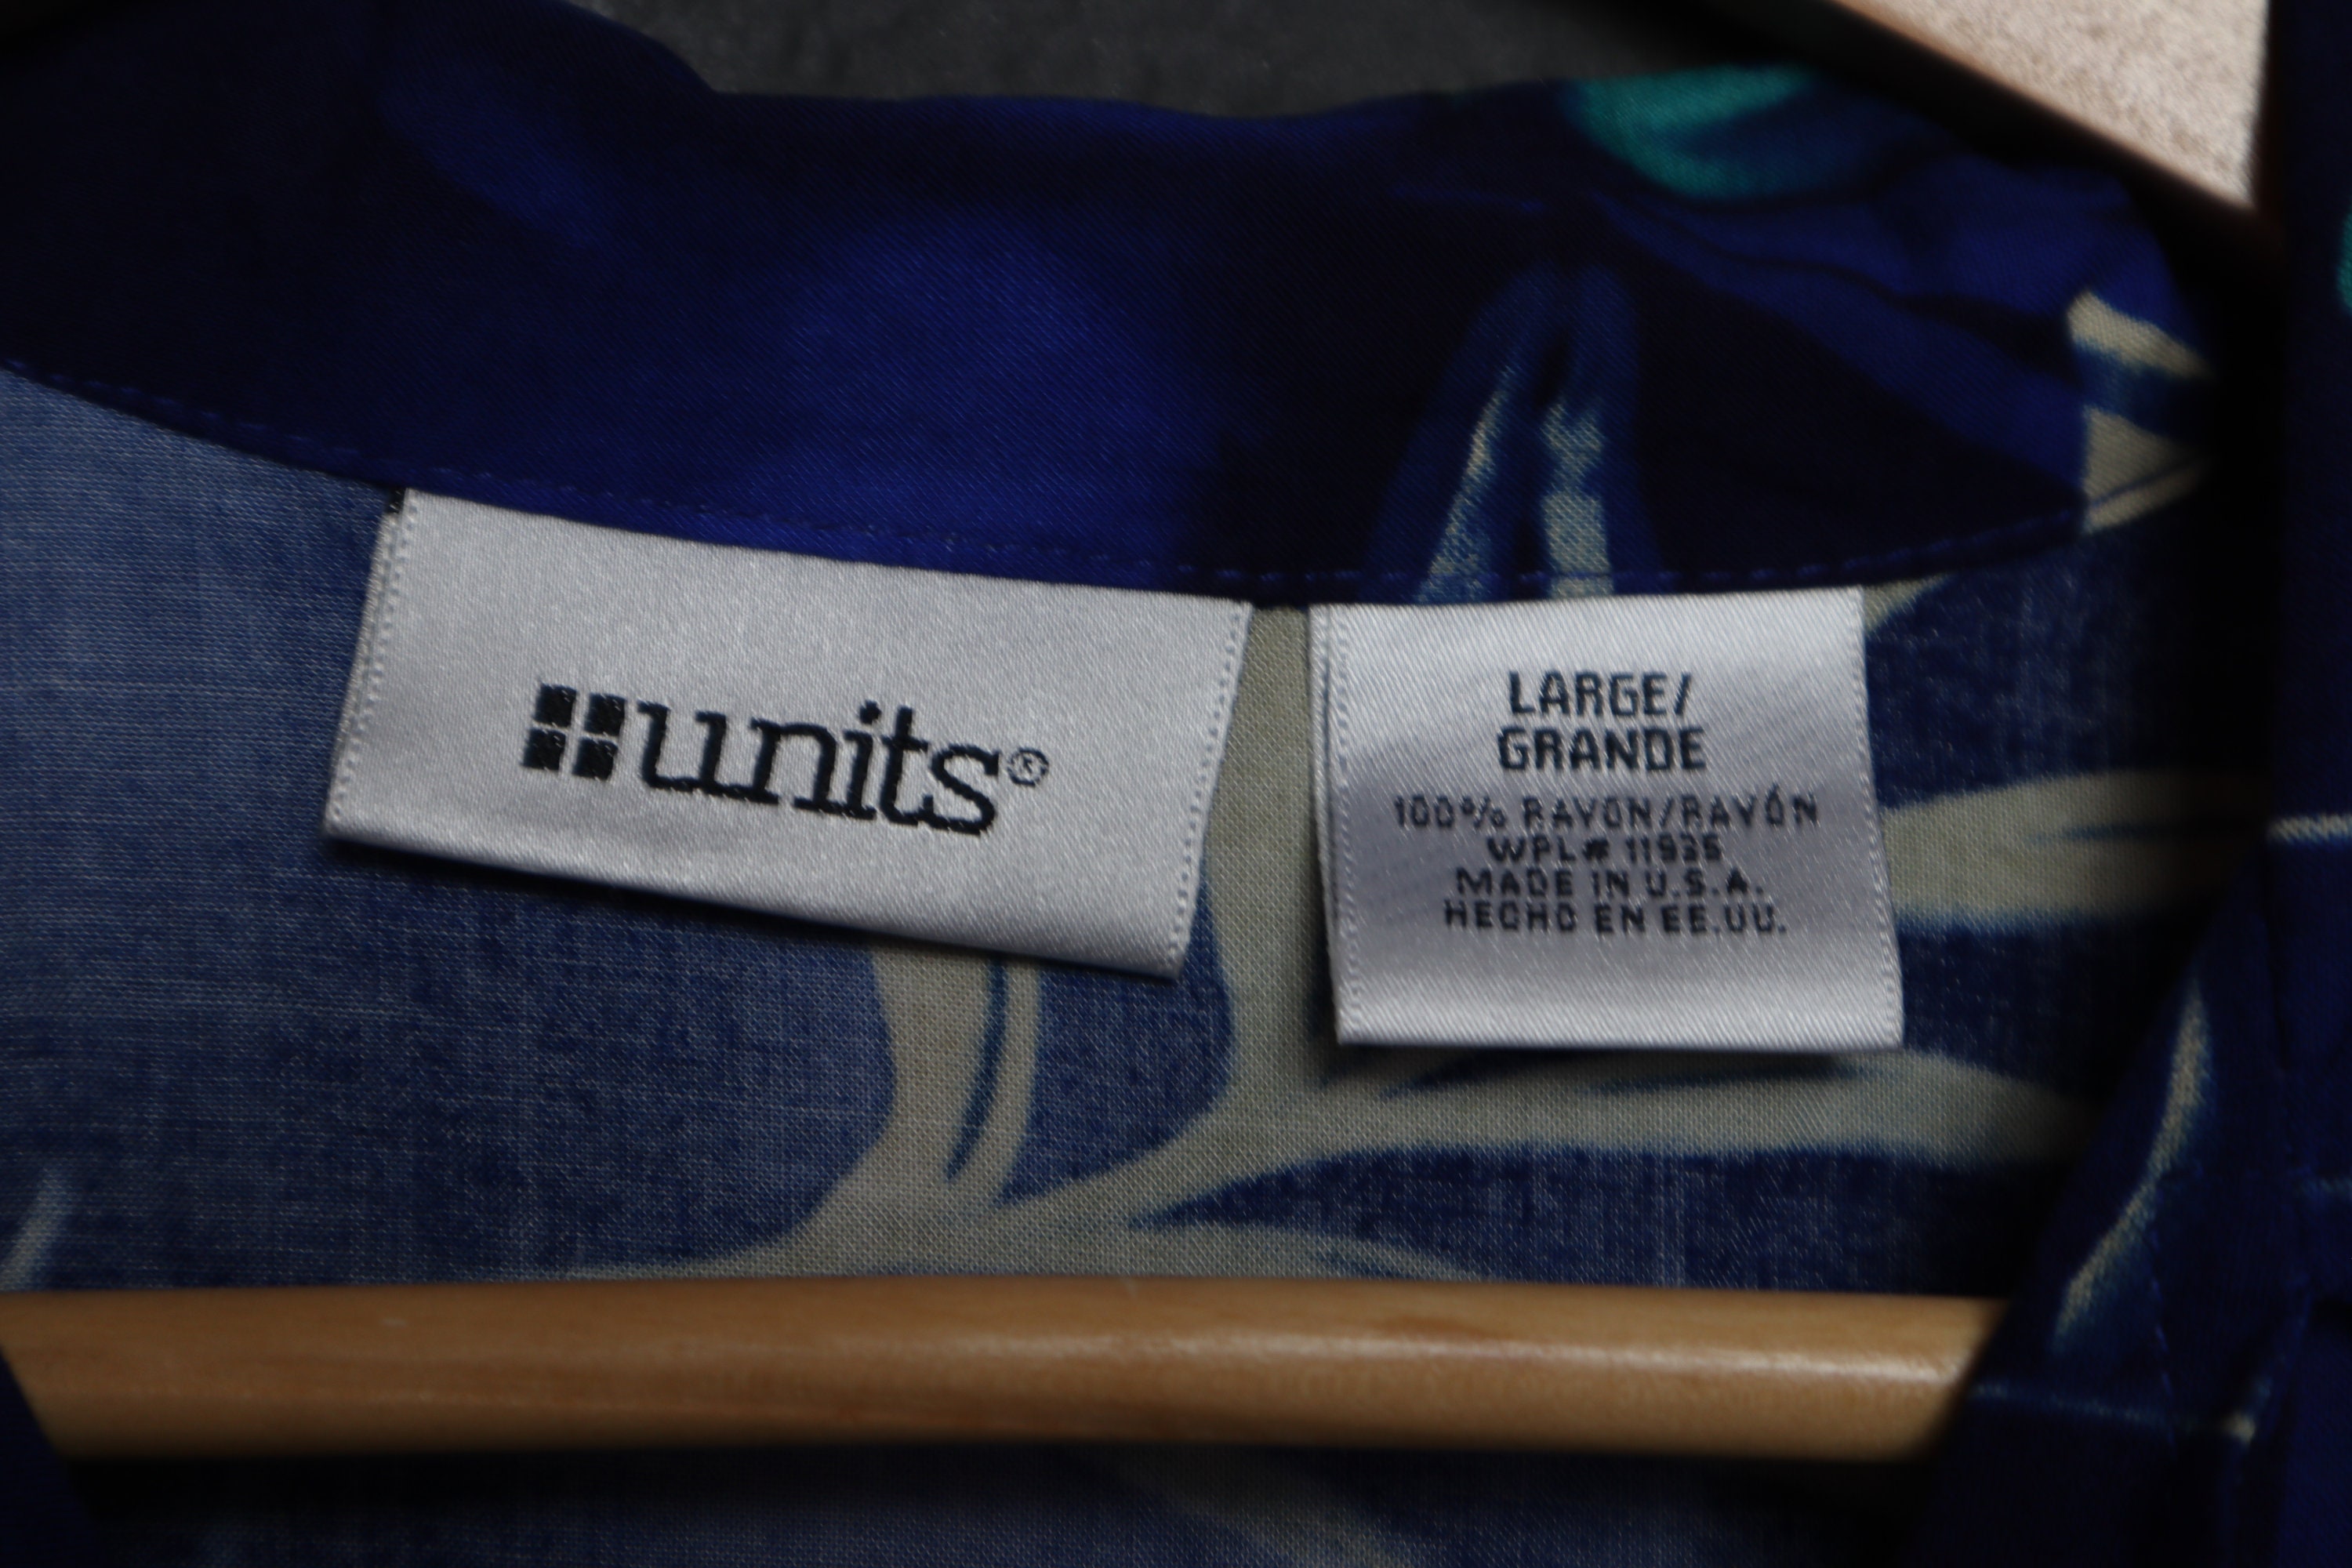 units®
LARGE/
GRANDE
100% RAYON/RAYÓN
WPL# 11935
MADE IN U.S.A.
HECHO EN EE.UU.